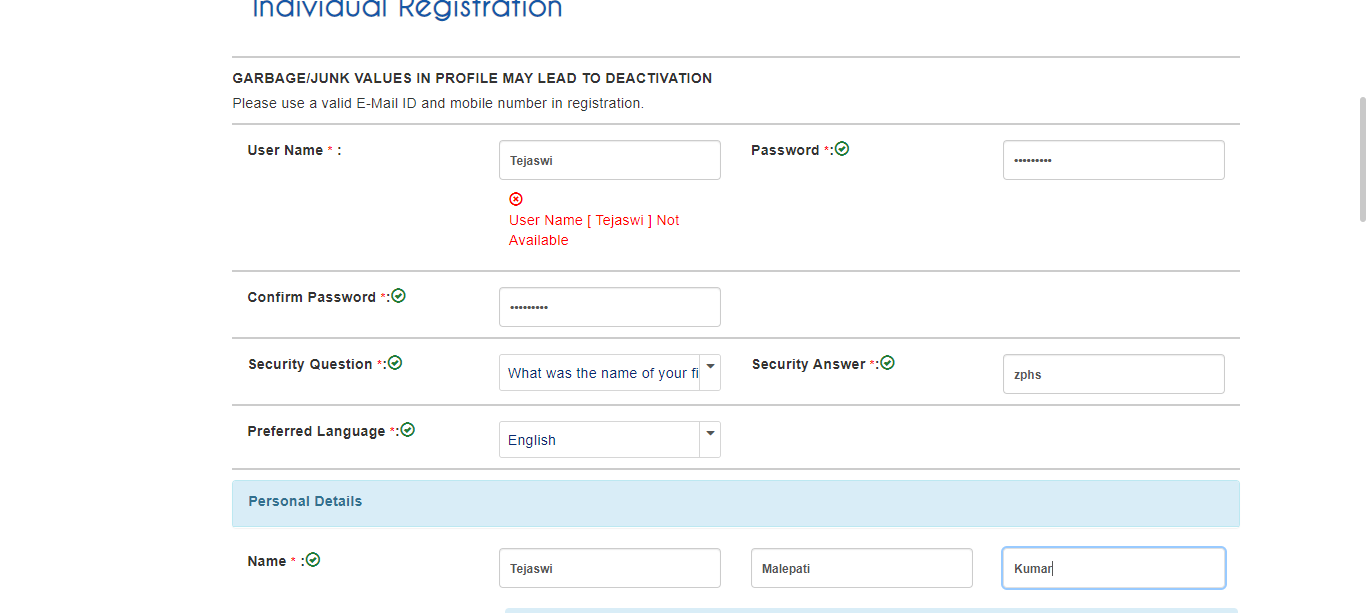 Individual Registration
GARBAGE/JUNK VALUES IN PROFILE MAY LEAD TO DEACTIVATION
Please use a valid E-Mail ID and mobile number in registration.
User Name * :
Tejaswi
Password *:
•••••••••
User Name [ Tejaswi ] Not
Available
Confirm Password *:
•••••••••
Security Question *:
What was the name of your fi
Security Answer *:
zphs
Preferred Language *:
English
Personal Details
Name * :
Tejaswi
Malepati
Kumar